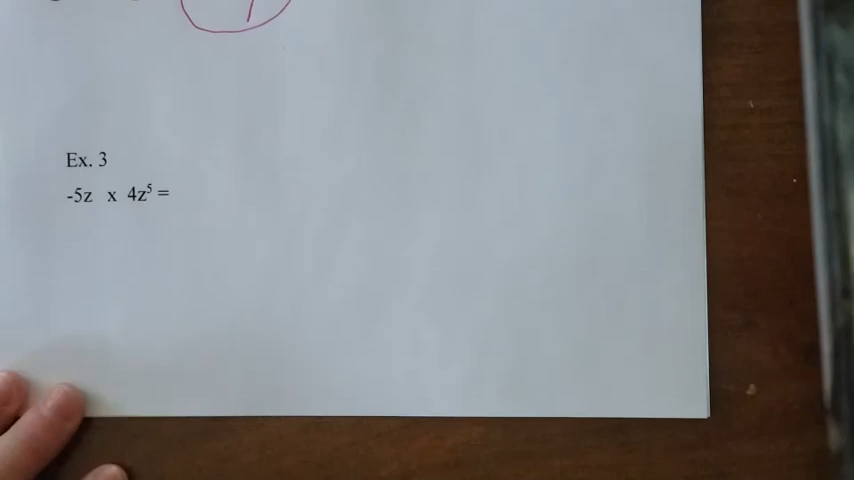 Ex. 3
-5z x 4z⁵ =